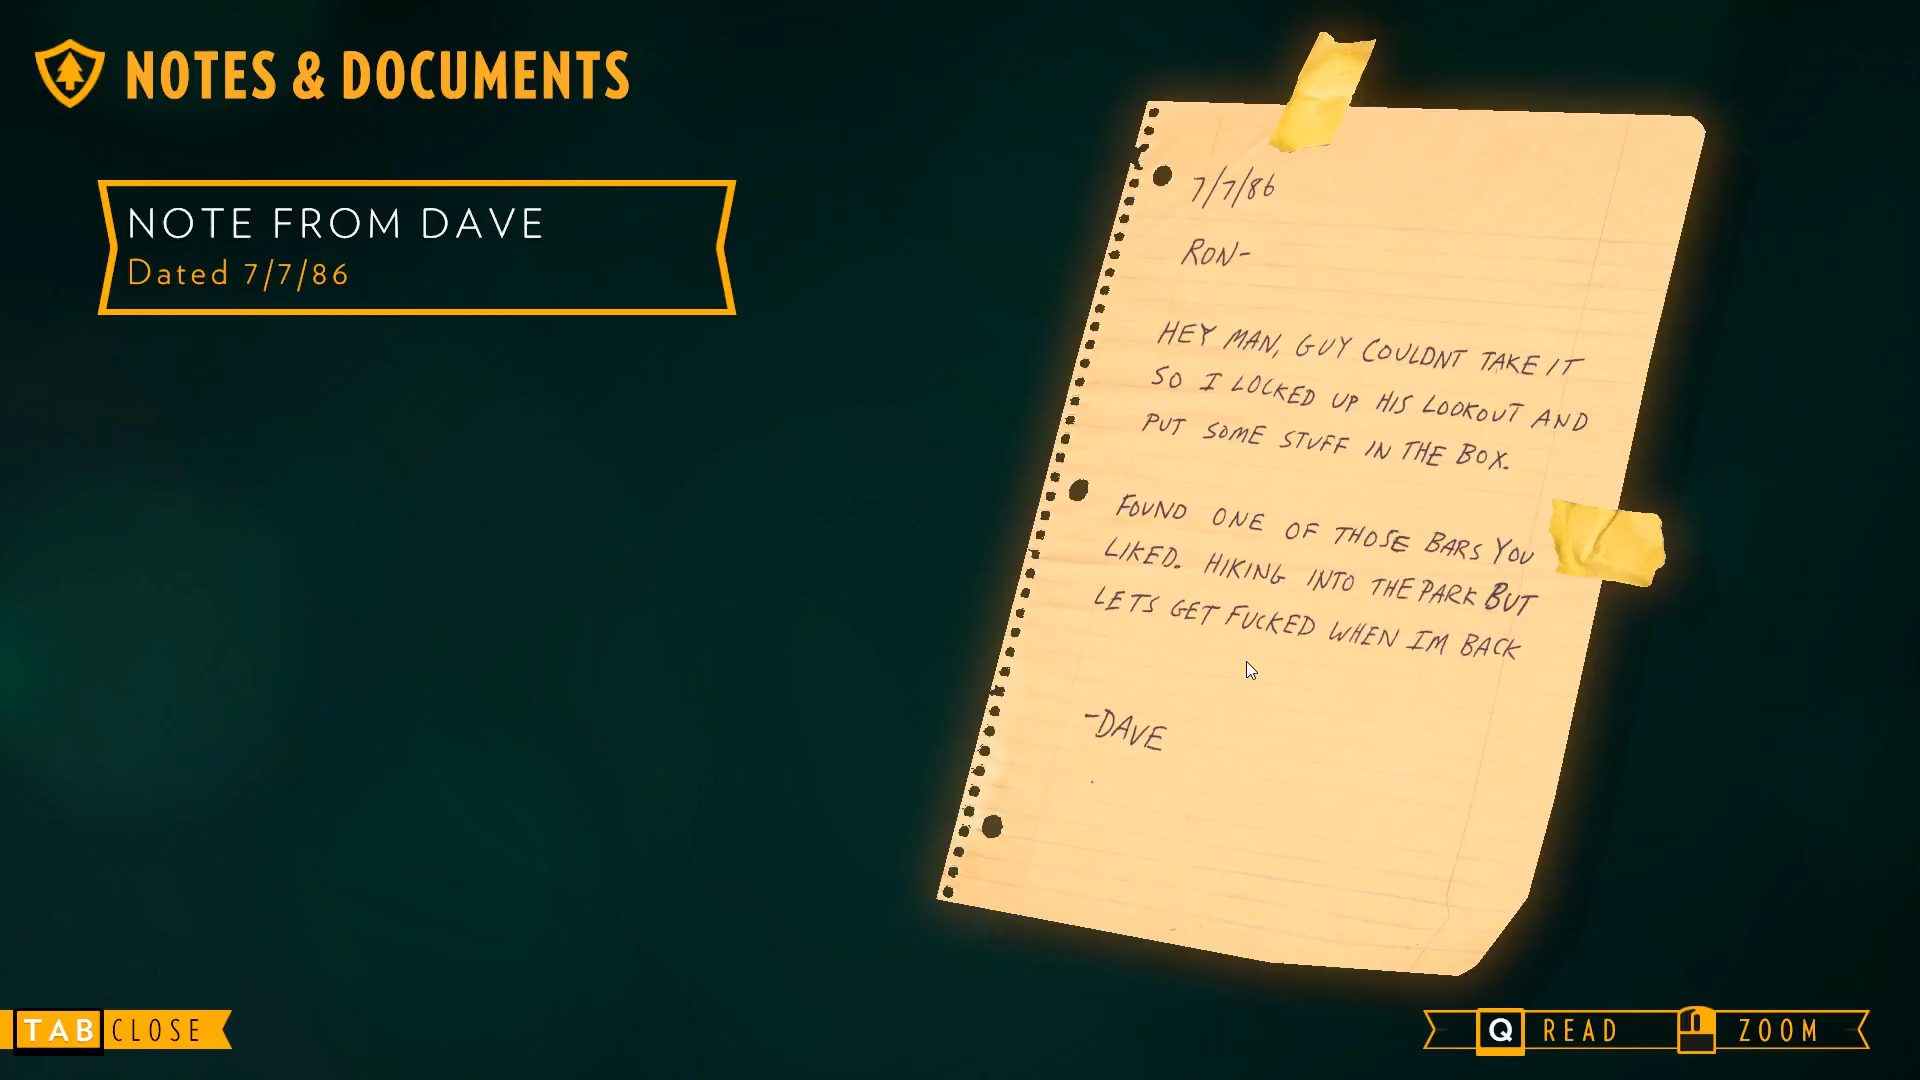 NOTES & DOCUMENTS
NOTE FROM DAVE
Dated 7/7/86
7/7/86
RON-
HEY MAN, GUY COULDNT TAKE IT
SO I LOCKED UP HIS LOOKOUT AND
PUT SOME STUFF IN THE BOX.
FOUND ONE OF THOSE BARS YOU
LIKED. HIKING INTO THE PARK BUT
LETS GET FUCKED WHEN IM BACK
-DAVE
TAB CLOSE
Q READ ZOOM